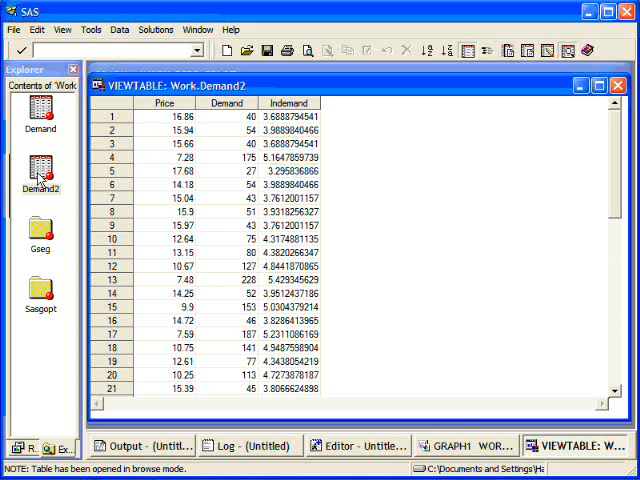 SAS
File Edit View Tools Data Solutions Window Help
Explorer
Contents of 'Work
Demand
Demand2
Gseg
Sasgopt
VIEWTABLE: Work.Demand2
Price Demand lndemand
1 16.86 40 3.6888794541
2 15.94 54 3.9889840466
3 15.66 40 3.6888794541
4 7.28 175 5.1647859739
5 17.68 27 3.295836866
6 14.18 54 3.9889840466
7 15.04 43 3.7612001157
8 15.9 51 3.9318256327
9 15.97 43 3.7612001157
10 12.64 75 4.3174881135
11 13.15 80 4.3820266347
12 10.67 127 4.8441870865
13 7.48 228 5.429345629
14 14.25 52 3.9512437186
15 9.9 153 5.0304379214
16 14.72 46 3.8286413965
17 7.59 187 5.2311086169
18 10.75 141 4.9487598904
19 12.61 77 4.3438054219
20 10.25 113 4.7273878187
21 15.39 45 3.8066624898
R... Ex...
Output - (Untitl... Log - (Untitled) Editor - Untitle... GRAPH1 WOR... VIEWTABLE: W...
NOTE: Table has been opened in browse mode. C:\Documents and Settings\Ha